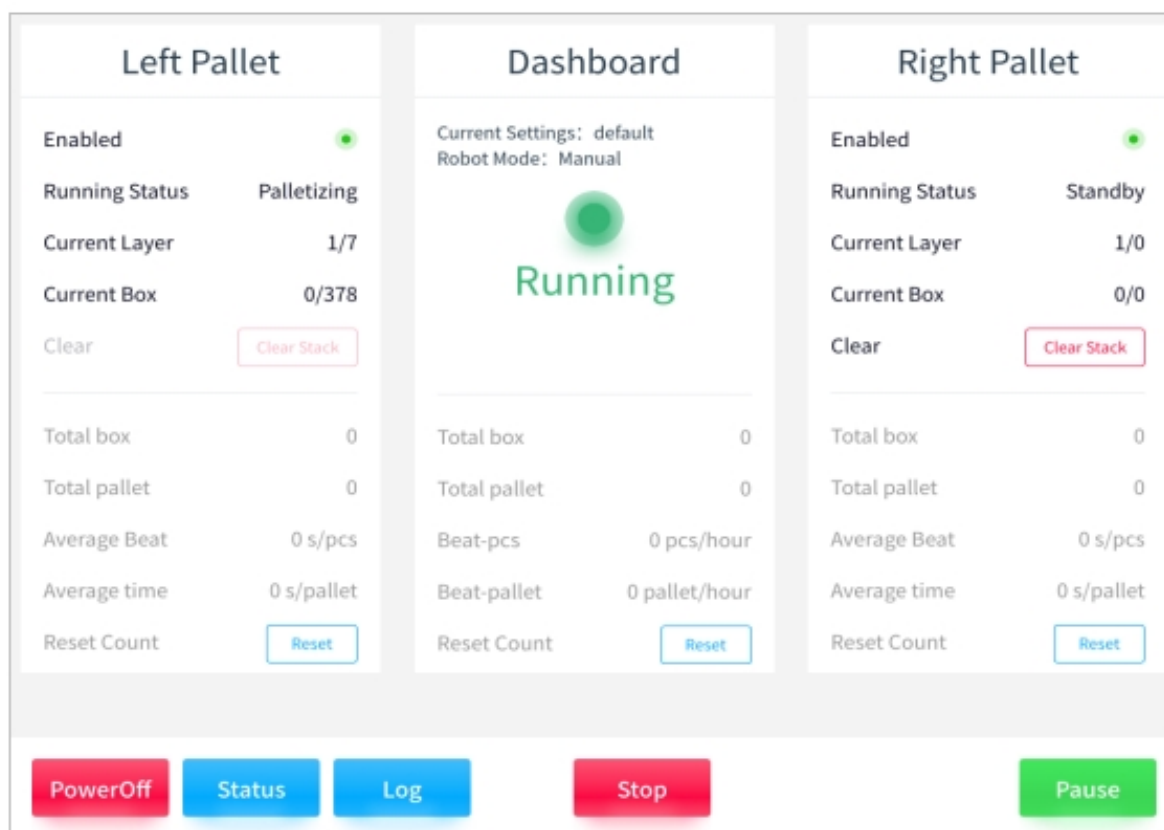 Left Pallet
Enabled
Running Status Palletizing
Current Layer 1/7
Current Box 0/378
Clear Clear Stack
Total box 0
Total pallet 0
Average Beat 0 s/pcs
Average time 0 s/pallet
Reset Count Reset
Dashboard
Current Settings: default
Robot Mode: Manual
Running
Total box 0
Total pallet 0
Beat-pcs 0 pcs/hour
Beat-pallet 0 pallet/hour
Reset Count Reset
Right Pallet
Enabled
Running Status Standby
Current Layer 1/0
Current Box 0/0
Clear Clear Stack
Total box 0
Total pallet 0
Average Beat 0 s/pcs
Average time 0 s/pallet
Reset Count Reset
PowerOff Status Log Stop Pause